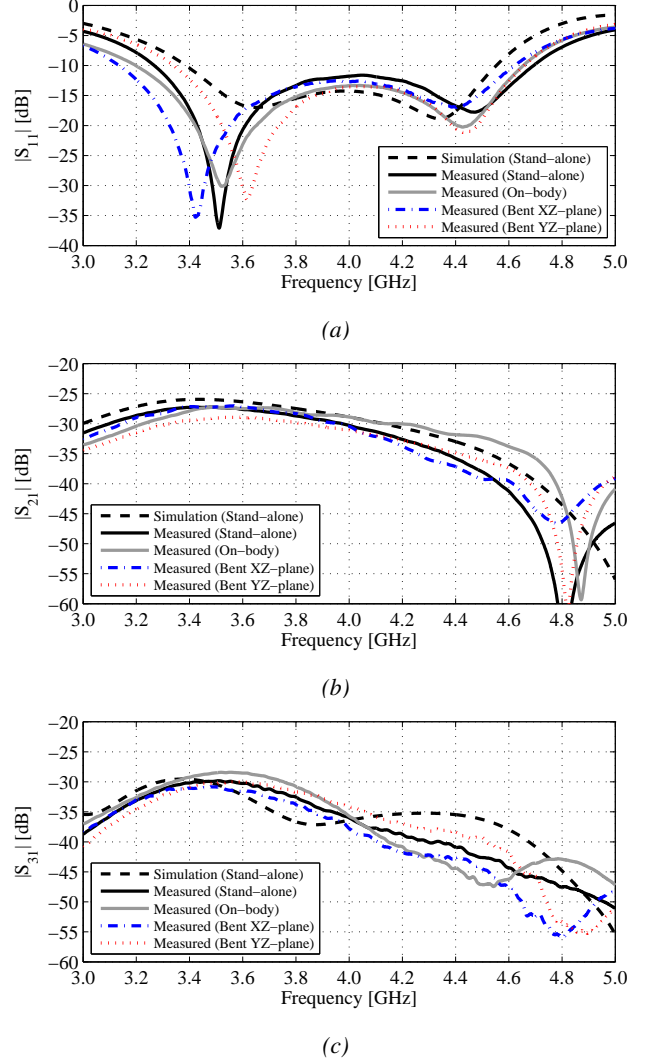 0
−5
−10
−15
−20
−25
−30
−35
−40
|S11| [dB]
Simulation (Stand−alone)
Measured (Stand−alone)
Measured (On−body)
Measured (Bent XZ−plane)
Measured (Bent YZ−plane)
3.0 3.2 3.4 3.6 3.8 4.0 4.2 4.4 4.6 4.8 5.0
Frequency [GHz]
(a)
−20
−25
−30
−35
−40
−45
−50
−55
−60
|S21| [dB]
Simulation (Stand−alone)
Measured (Stand−alone)
Measured (On−body)
Measured (Bent XZ−plane)
Measured (Bent YZ−plane)
3.0 3.2 3.4 3.6 3.8 4.0 4.2 4.4 4.6 4.8 5.0
Frequency [GHz]
(b)
−20
−25
−30
−35
−40
−45
−50
−55
−60
|S31| [dB]
Simulation (Stand−alone)
Measured (Stand−alone)
Measured (On−body)
Measured (Bent XZ−plane)
Measured (Bent YZ−plane)
3.0 3.2 3.4 3.6 3.8 4.0 4.2 4.4 4.6 4.8 5.0
Frequency [GHz]
(c)